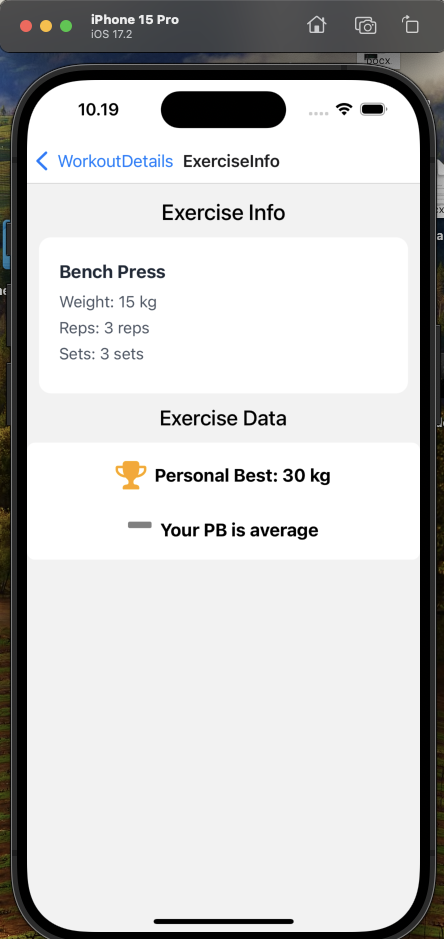 iPhone 15 Pro
iOS 17.2
DOCX
10.19
WorkoutDetails ExerciseInfo
Exercise Info
Bench Press
Weight: 15 kg
Reps: 3 reps
Sets: 3 sets
Exercise Data
Personal Best: 30 kg
Your PB is average